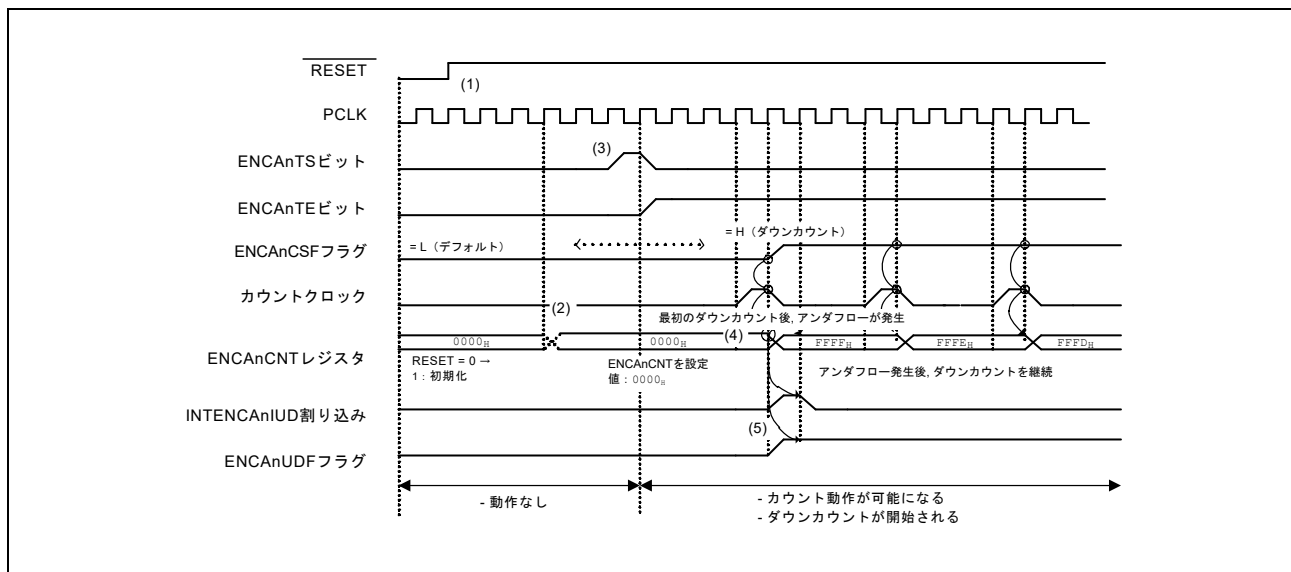 RESET
(1)
PCLK
(3)
ENCAnTSビット
ENCAnTEビット
= L（デフォルト）
= H（ダウンカウント）
ENCAnCSFフラグ
カウントクロック
(2)
最初のダウンカウント後, アンダフローが発生
(4)
0000H
0000H
FFFFH
FFFEH
FFFDH
ENCAnCNTレジスタ
RESET = 0 →
1 : 初期化
ENCAnCNTを設定
値 : 0000H
アンダフロー発生後, ダウンカウントを継続
INTENCAnIUD割り込み
(5)
ENCAnUDFフラグ
- 動作なし
- カウント動作が可能になる
- ダウンカウントが開始される